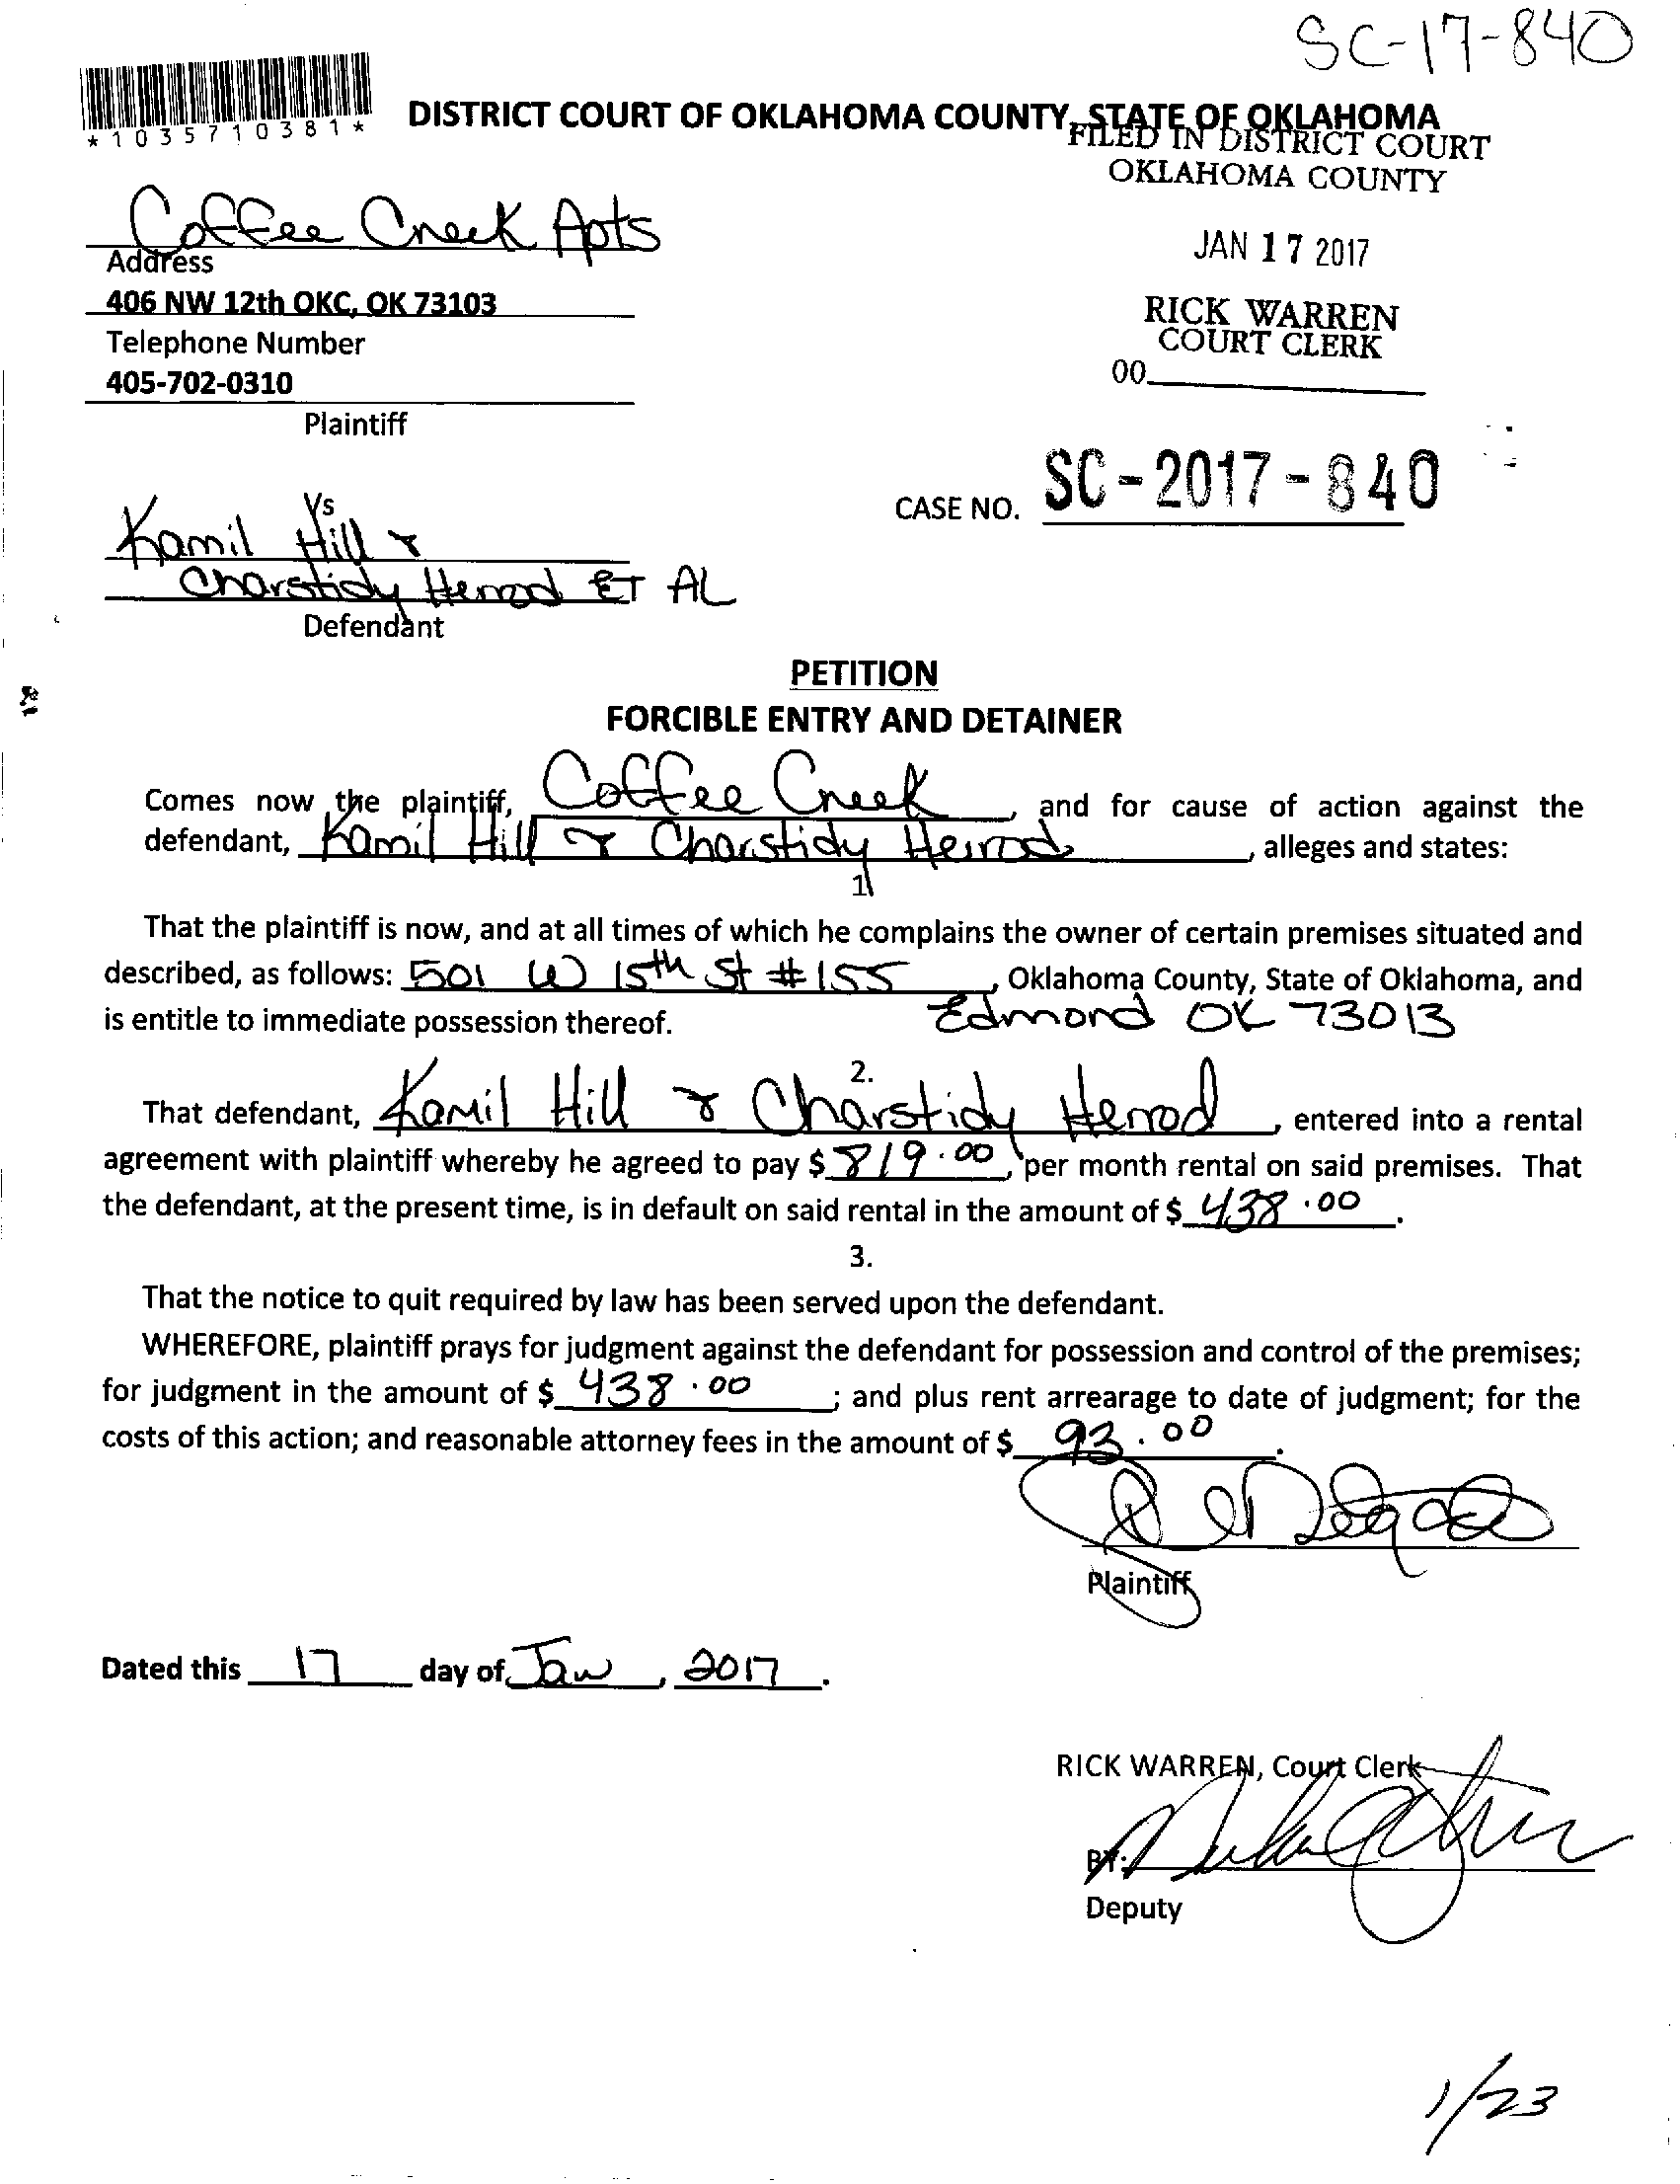 SC-17-840
*1035710381*
DISTRICT COURT OF OKLAHOMA COUNTY, STATE OF OKLAHOMA
FILED IN DISTRICT COURT
OKLAHOMA COUNTY
Coffee Creek Apts
Address
406 NW 12th OKC, OK 73103
Telephone Number
405-702-0310
Plaintiff
JAN 17 2017
RICK WARREN
COURT CLERK
00
CASE NO. SC-2017-840
Vs
Kamil Hill &
Charstidy Herrod ET AL
Defendant
PETITION
FORCIBLE ENTRY AND DETAINER
Comes now the plaintiff, Coffee Creek, and for cause of action against the
defendant, Kamil Hill & Charstidy Herrod, alleges and states:
1
That the plaintiff is now, and at all times of which he complains the owner of certain premises situated and
described, as follows: 501 W 15th St #155, Oklahoma County, State of Oklahoma, and
is entitle to immediate possession thereof. Edmond OK 73013
2.
That defendant, Kamil Hill & Charstidy Herrod, entered into a rental
agreement with plaintiff whereby he agreed to pay $ 819.00, per month rental on said premises. That
the defendant, at the present time, is in default on said rental in the amount of $ 438.00.
3.
That the notice to quit required by law has been served upon the defendant.
WHEREFORE, plaintiff prays for judgment against the defendant for possession and control of the premises;
for judgment in the amount of $ 438.00; and plus rent arrearage to date of judgment; for the
costs of this action; and reasonable attorney fees in the amount of $ 93.00.
Plaintiff
Dated this 17 day of Jan, 2017.
RICK WARREN, Court Clerk
BY:
Deputy
1/23